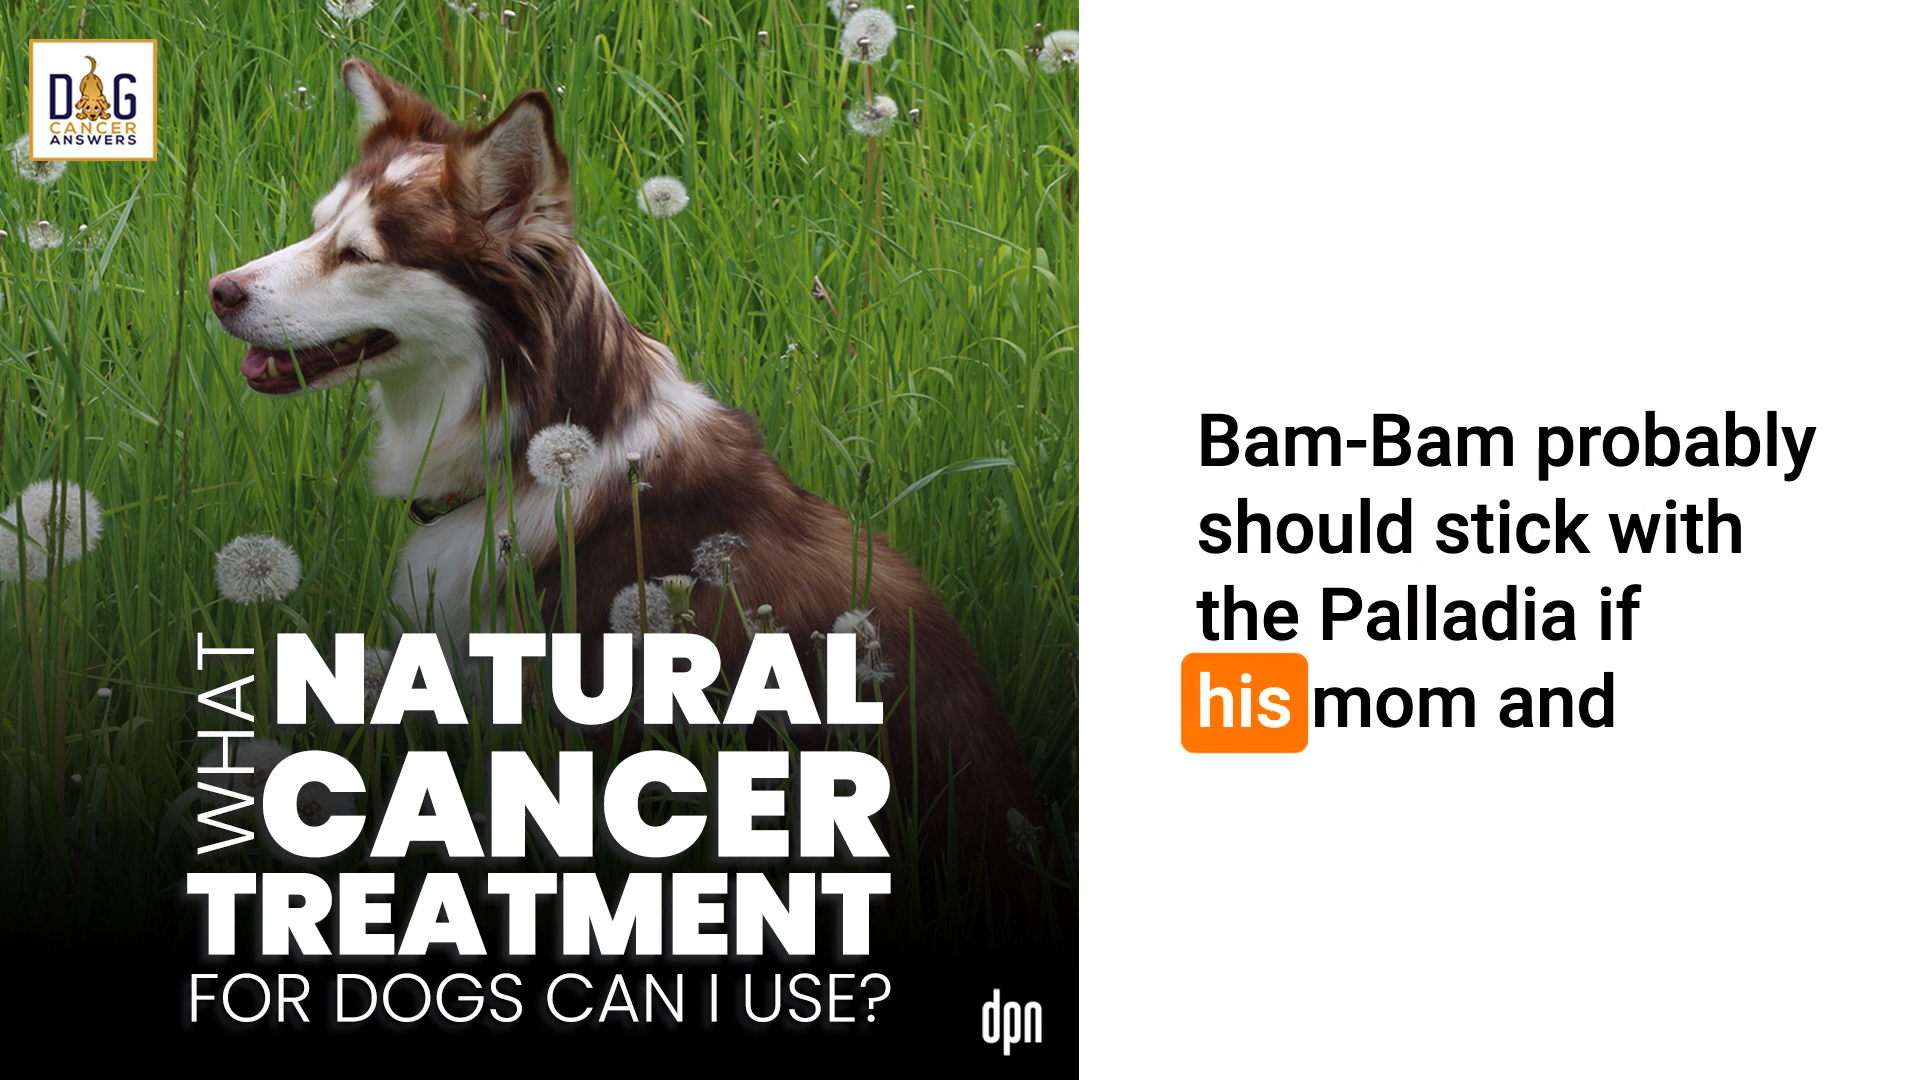 DOG
CANCER
ANSWERS
WHAT
NATURAL
CANCER
TREATMENT
FOR DOGS CAN I USE?
dpn
Bam-Bam probably
should stick with
the Palladia if
his mom and